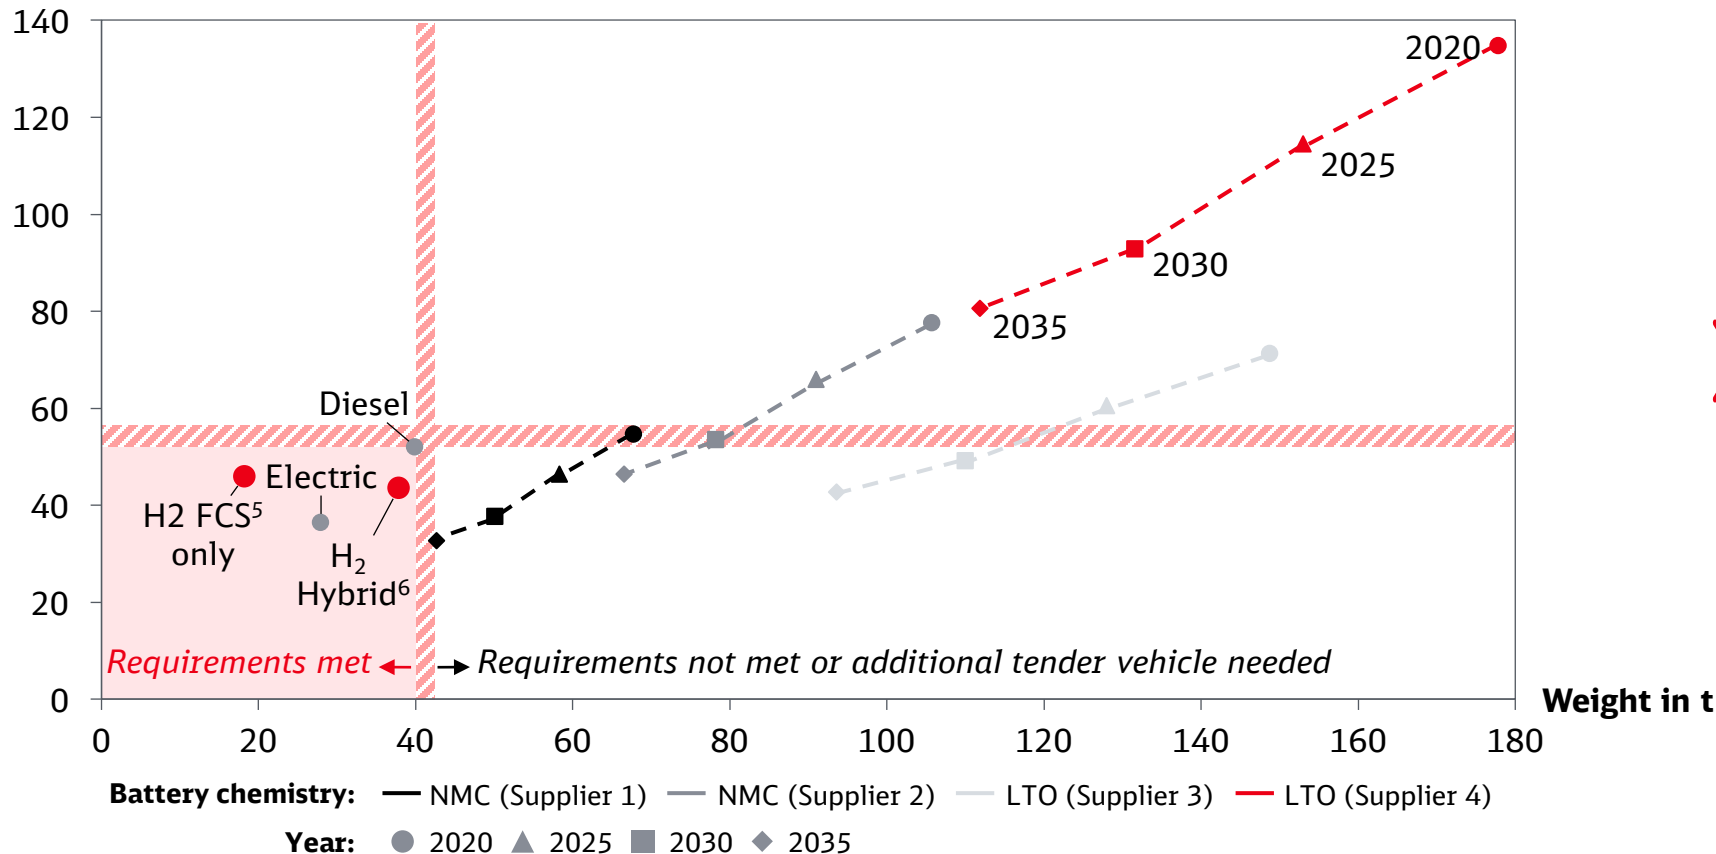 140
120
100
80
60
40
20
0
2020
2025
2030
2035
Diesel
Electric
H2 FCS⁵
only
H₂
Hybrid⁶
Requirements met
Requirements not met or additional tender vehicle needed
Weight in t
0 20 40 60 80 100 120 140 160 180
Battery chemistry: NMC (Supplier 1) NMC (Supplier 2) LTO (Supplier 3) LTO (Supplier 4)
Year: 2020 2025 2030 2035